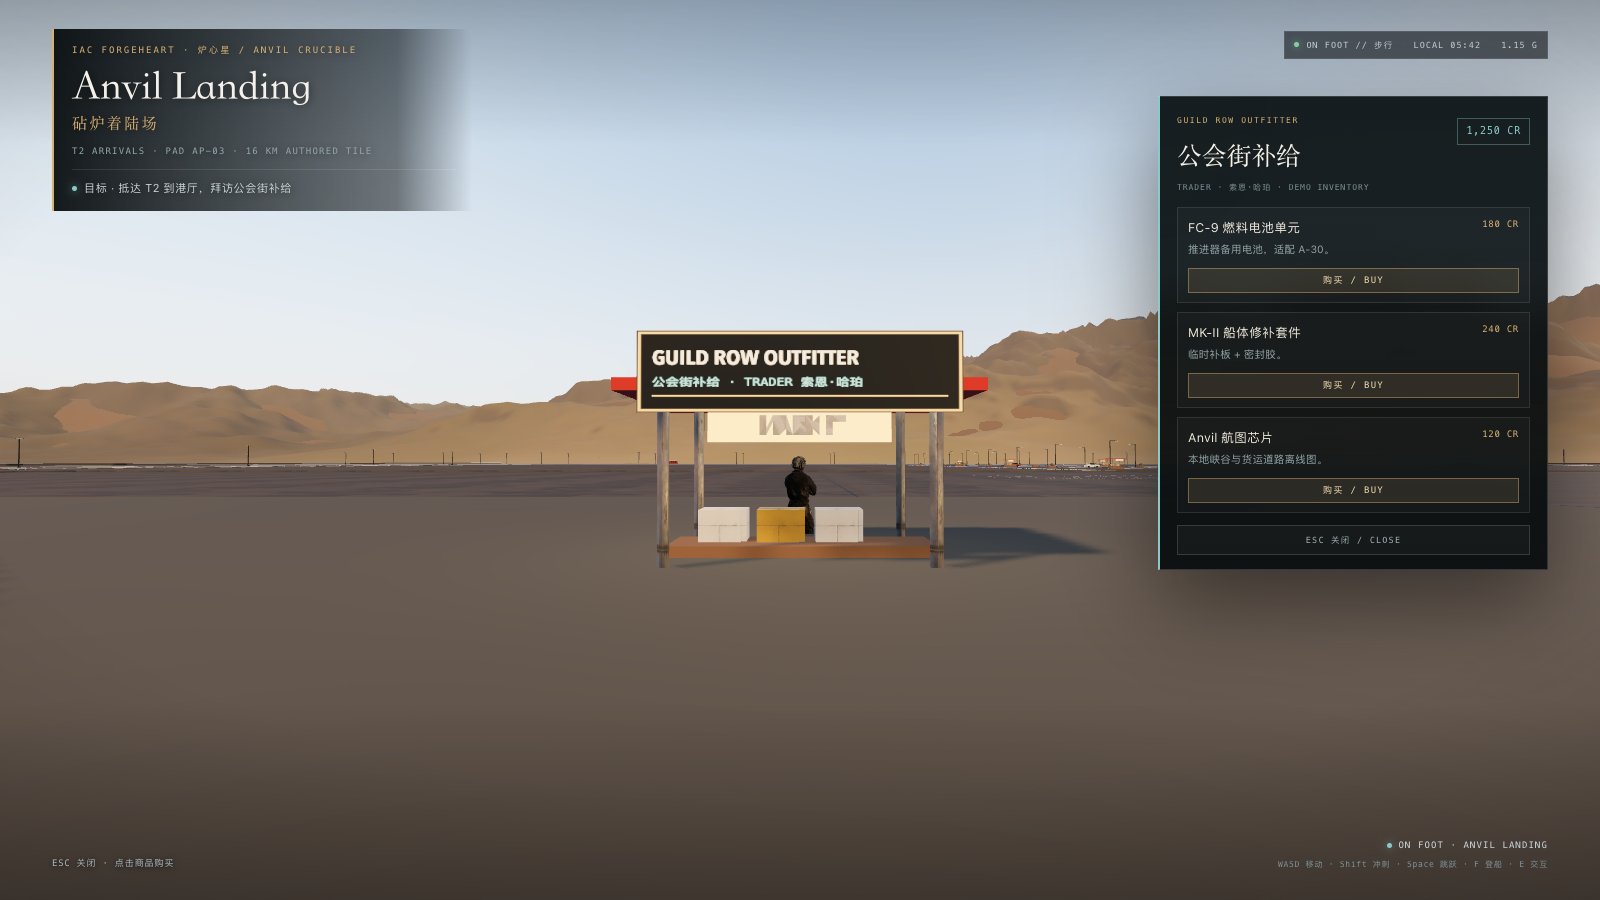 IAC FORGEHEART · 炉心星 / ANVIL CRUCIBLE
Anvil Landing
砧炉着陆场
T2 ARRIVALS · PAD AP-03 · 16 KM AUTHORED TILE
目标 · 抵达 T2 到港厅，拜访公会街补给
ON FOOT // 步行 LOCAL 05:42 1.15 G
GUILD ROW OUTFITTER
1,250 CR
公会街补给
TRADER · 索恩·哈珀 · DEMO INVENTORY
FC-9 燃料电池单元 180 CR
推进器备用电池，适配 A-30。
购买 / BUY
MK-II 船体修补套件 240 CR
临时补板 + 密封胶。
购买 / BUY
Anvil 航图芯片 120 CR
本地峡谷与货运道路离线图。
购买 / BUY
ESC 关闭 / CLOSE
GUILD ROW OUTFITTER
公会街补给 · TRADER 索恩·哈珀
ESC 关闭 · 点击商品购买
ON FOOT · ANVIL LANDING
WASD 移动 · Shift 冲刺 · Space 跳跃 · F 登船 · E 交互